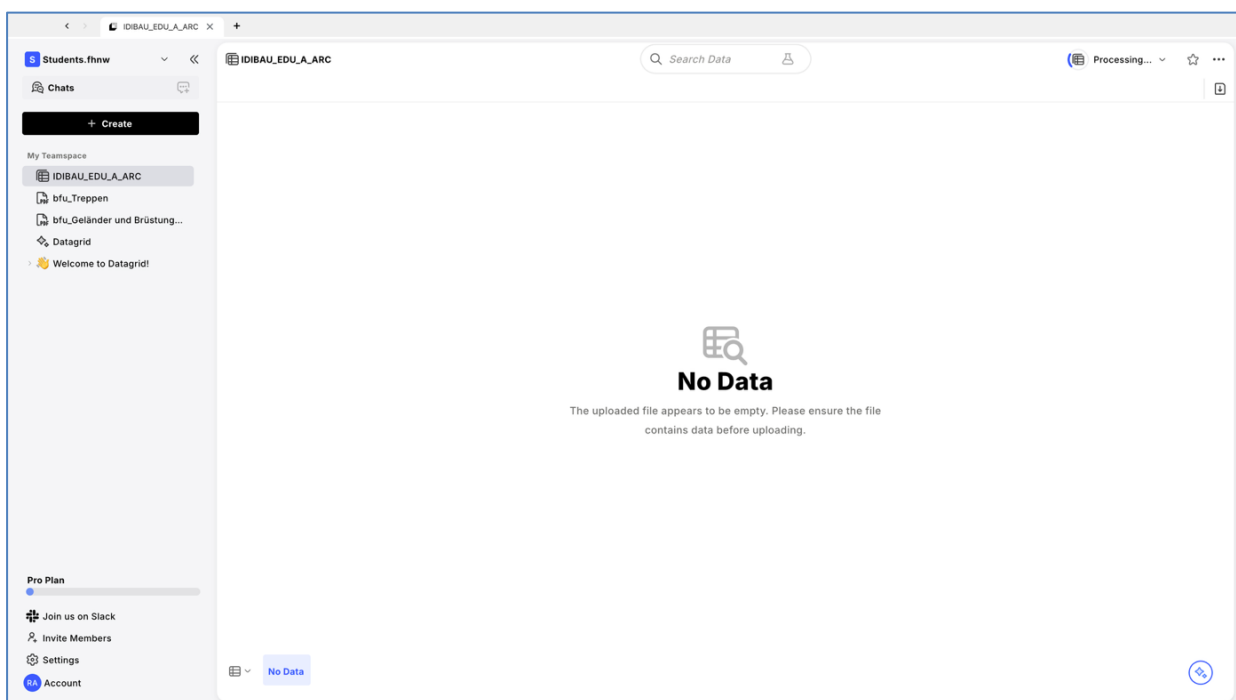 IDIBAU_EDU_A_ARC
S Students.fhnw
Chats
+ Create
My Teamspace
IDIBAU_EDU_A_ARC
bfu_Treppen
bfu_Geländer und Brüstung...
Datagrid
Welcome to Datagrid!
Pro Plan
Join us on Slack
Invite Members
Settings
RA Account
IDIBAU_EDU_A_ARC
Search Data
Processing...
No Data
The uploaded file appears to be empty. Please ensure the file
contains data before uploading.
No Data